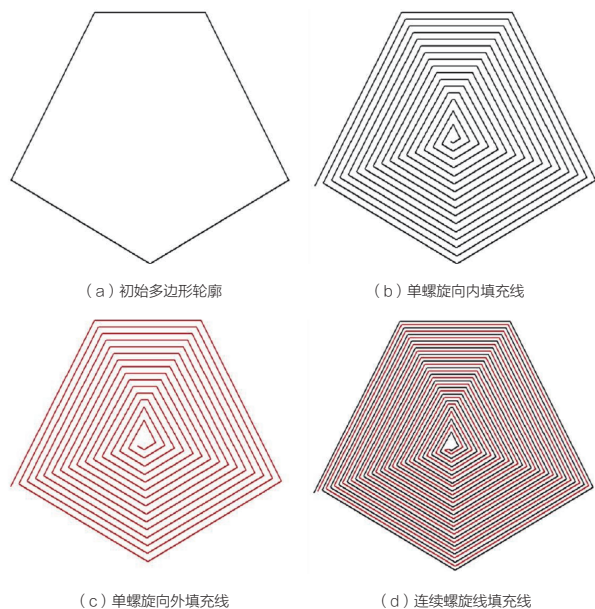 （a）初始多边形轮廓
（b）单螺旋向内填充线
（c）单螺旋向外填充线
（d）连续螺旋线填充线